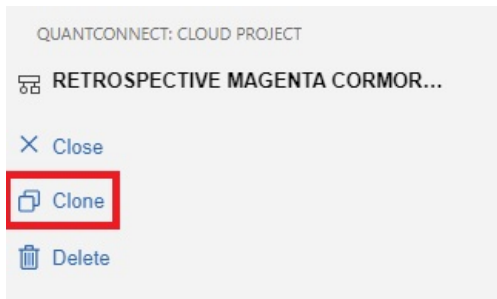 QUANTCONNECT: CLOUD PROJECT
RETROSPECTIVE MAGENTA CORMOR...
Close
Clone
Delete